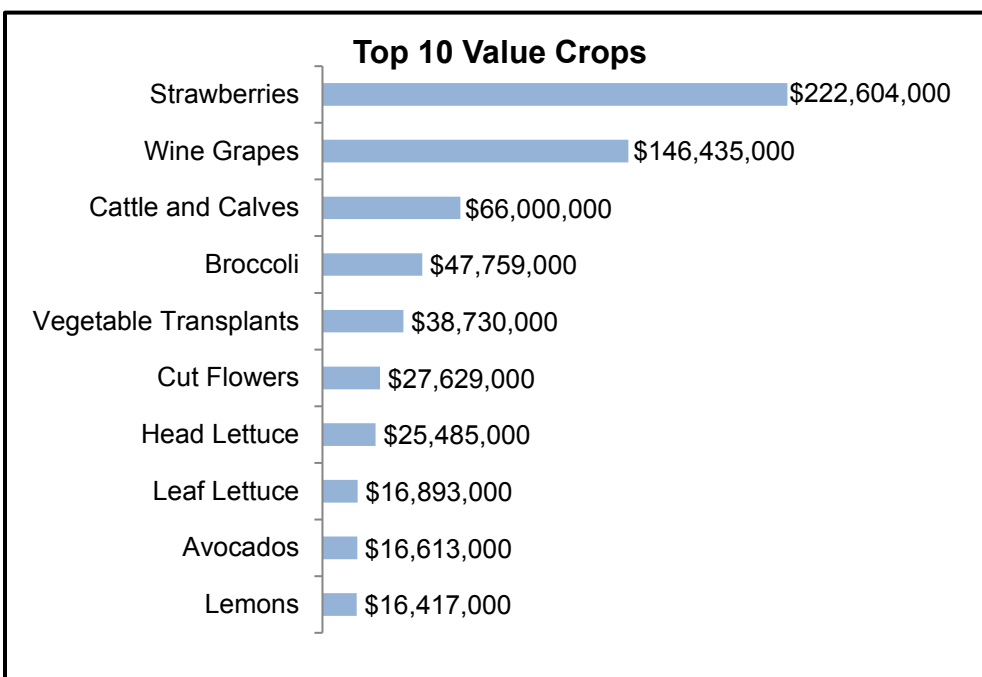 Top 10 Value Crops
Strawberries $222,604,000
Wine Grapes $146,435,000
Cattle and Calves $66,000,000
Broccoli $47,759,000
Vegetable Transplants $38,730,000
Cut Flowers $27,629,000
Head Lettuce $25,485,000
Leaf Lettuce $16,893,000
Avocados $16,613,000
Lemons $16,417,000